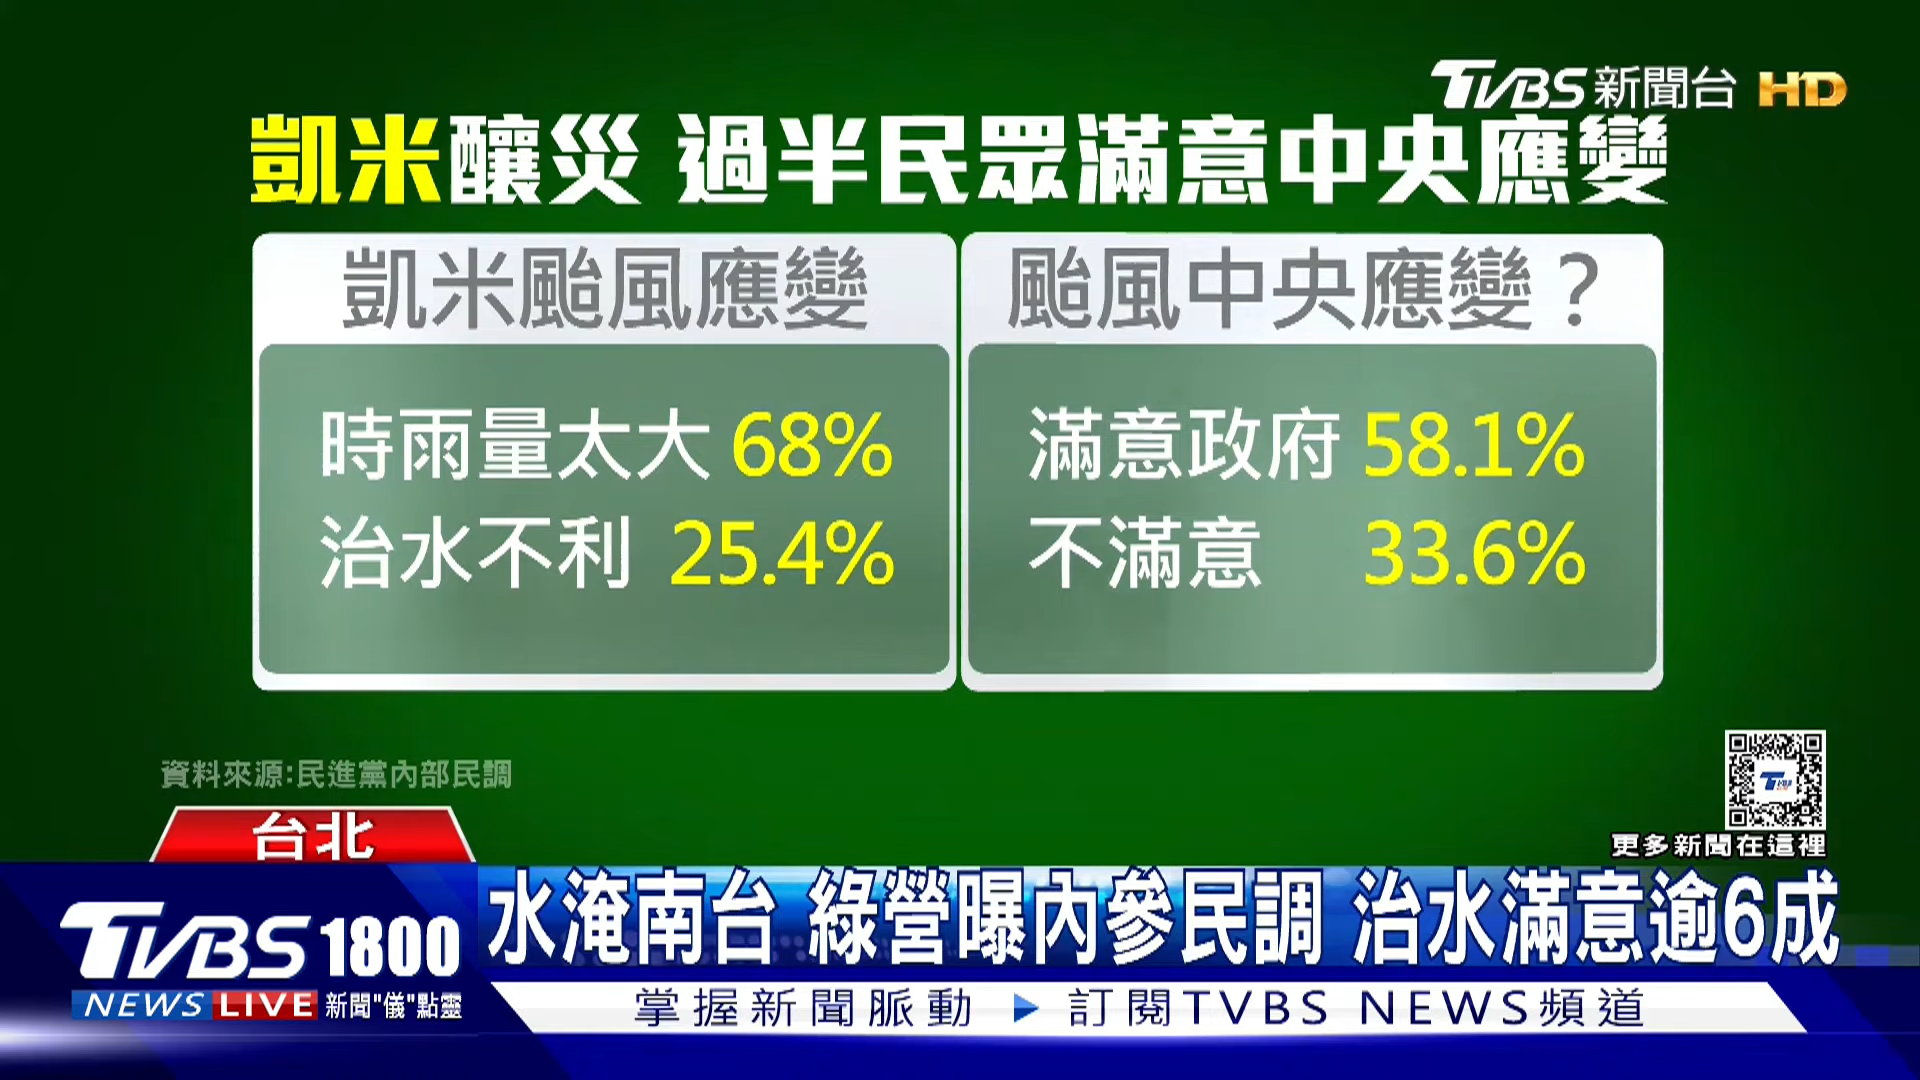 TVBS新聞台 HD
凱米釀災 過半民眾滿意中央應變
凱米颱風應變
時雨量太大 68%
治水不利 25.4%
颱風中央應變？
滿意政府 58.1%
不滿意 33.6%
資料來源:民進黨內部民調
更多新聞在這裡
台北
水淹南台 綠營曝內參民調 治水滿意逾6成
TVBS 1800
NEWS LIVE 新聞"儀"點靈
掌握新聞脈動 ▶ 訂閱TVBS NEWS頻道